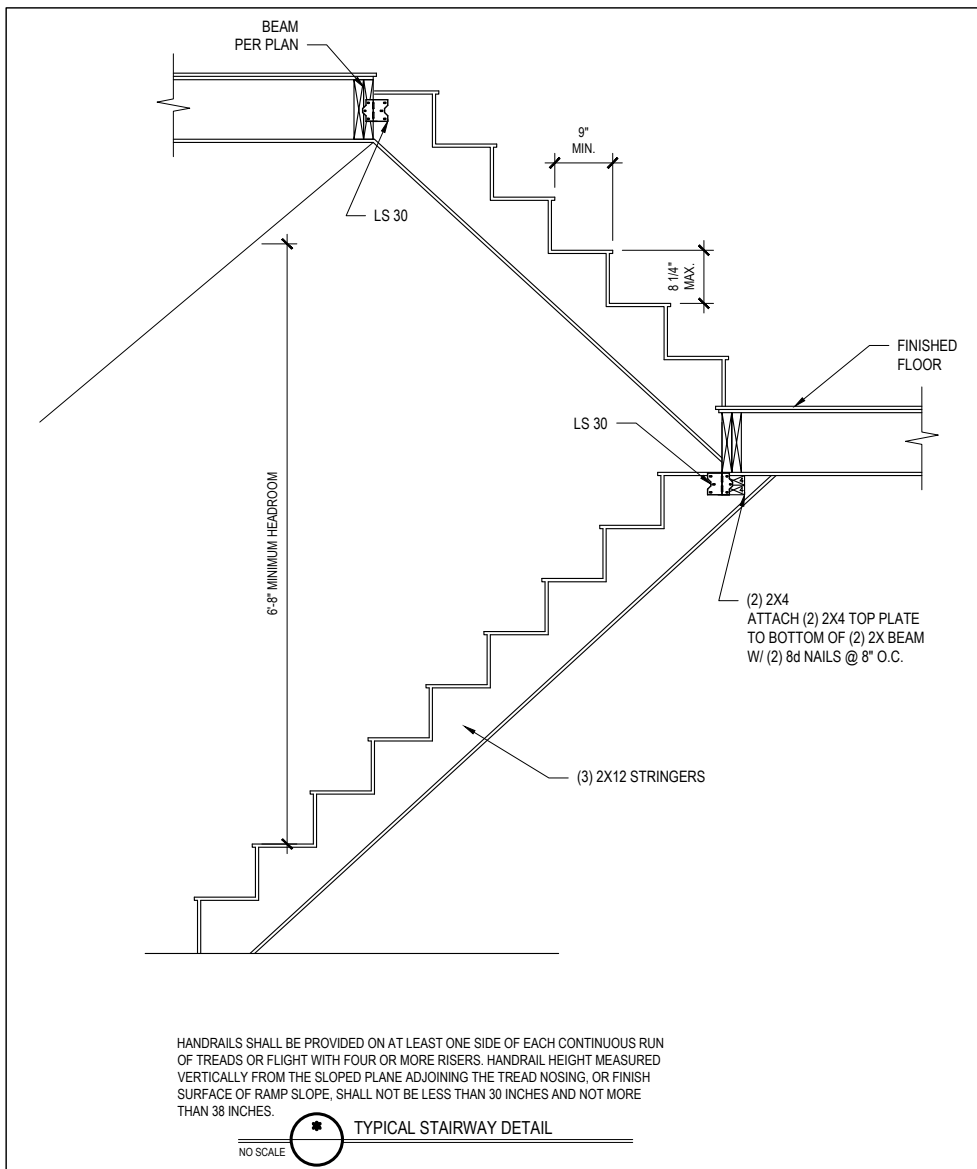 BEAM
PER PLAN
LS 30
9"
MIN.
8 1/4"
MAX.
FINISHED
FLOOR
LS 30
6'-8" MINIMUM HEADROOM
(2) 2X4
ATTACH (2) 2X4 TOP PLATE
TO BOTTOM OF (2) 2X BEAM
W/ (2) 8d NAILS @ 8" O.C.
(3) 2X12 STRINGERS
HANDRAILS SHALL BE PROVIDED ON AT LEAST ONE SIDE OF EACH CONTINUOUS RUN
OF TREADS OR FLIGHT WITH FOUR OR MORE RISERS. HANDRAIL HEIGHT MEASURED
VERTICALLY FROM THE SLOPED PLANE ADJOINING THE TREAD NOSING, OR FINISH
SURFACE OF RAMP SLOPE, SHALL NOT BE LESS THAN 30 INCHES AND NOT MORE
THAN 38 INCHES.
* TYPICAL STAIRWAY DETAIL
NO SCALE